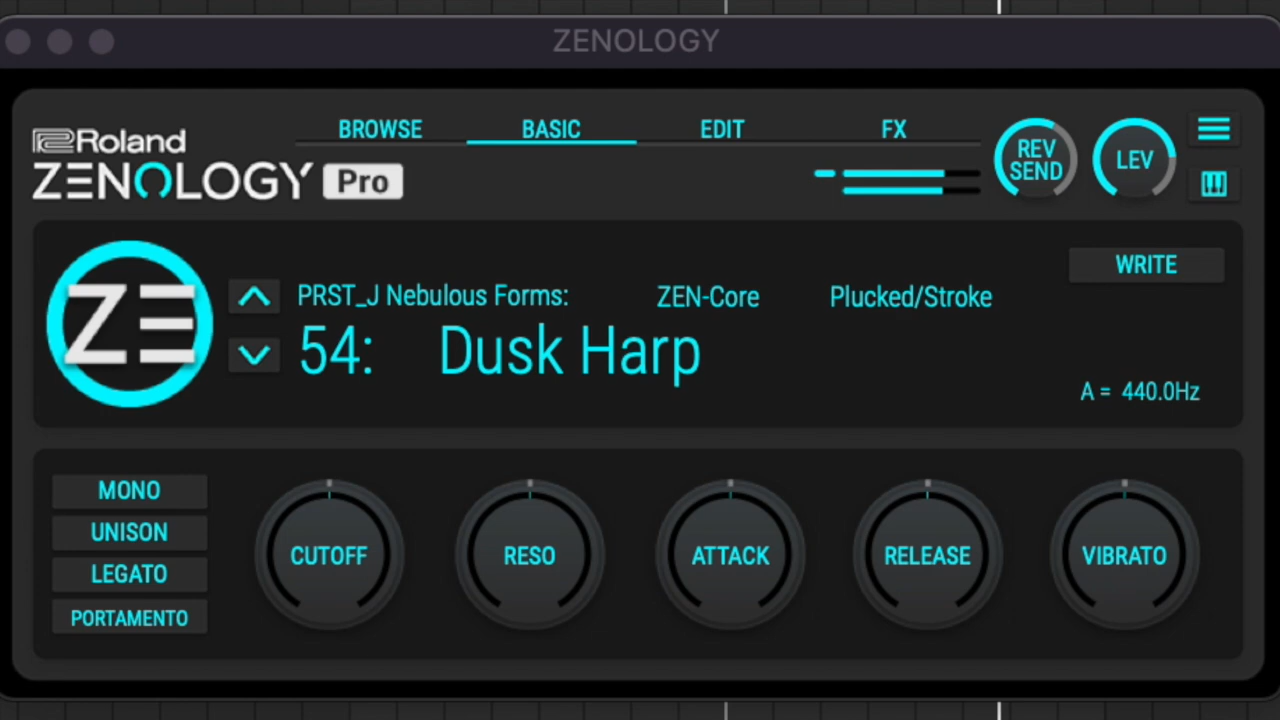 ZENOLOGY
BROWSE BASIC EDIT FX
Roland
ZENOLOGY Pro
REV SEND
LEV
WRITE
PRST_J Nebulous Forms: ZEN-Core Plucked/Stroke
54: Dusk Harp
A = 440.0Hz
ZE
MONO
UNISON
LEGATO
PORTAMENTO
CUTOFF RESO ATTACK RELEASE VIBRATO